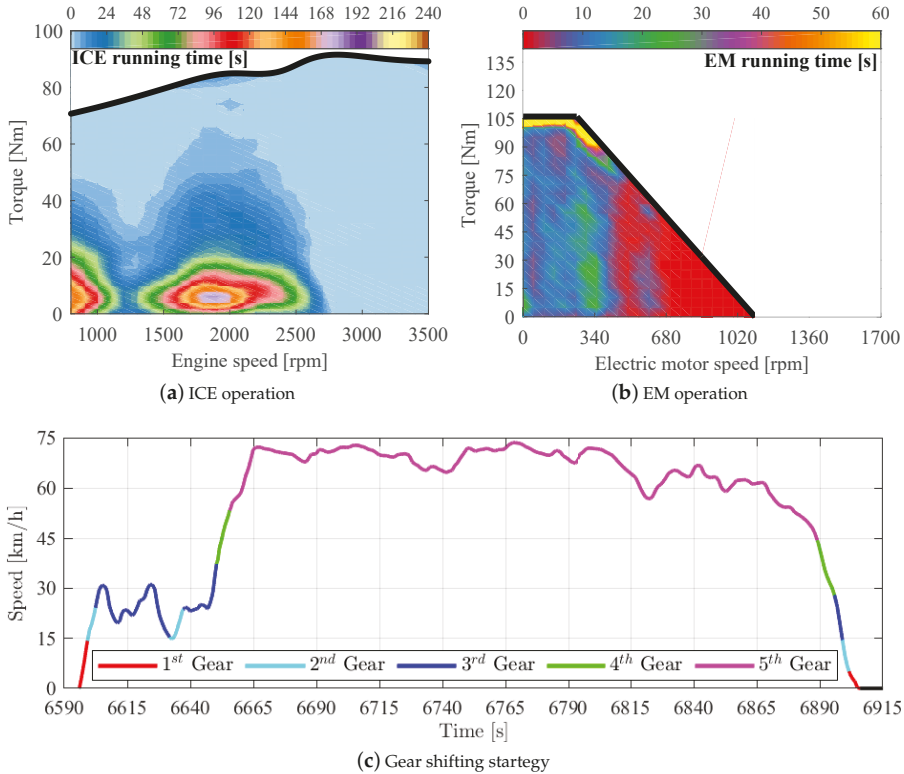 0 24 48 72 96 120 144 168 192 216 240
ICE running time [s]
100
80
60
40
20
0
Torque [Nm]
1000 1500 2000 2500 3000 3500
Engine speed [rpm]
(a) ICE operation
0 10 20 30 40 50 60
EM running time [s]
135
120
105
90
75
60
45
30
15
0
Torque [Nm]
0 340 680 1020 1360 1700
Electric motor speed [rpm]
(b) EM operation
75
60
45
30
15
0
Speed [km/h]
1st Gear 2nd Gear 3rd Gear 4th Gear 5th Gear
6590 6615 6640 6665 6690 6715 6740 6765 6790 6815 6840 6865 6890 6915
Time [s]
(c) Gear shifting startegy